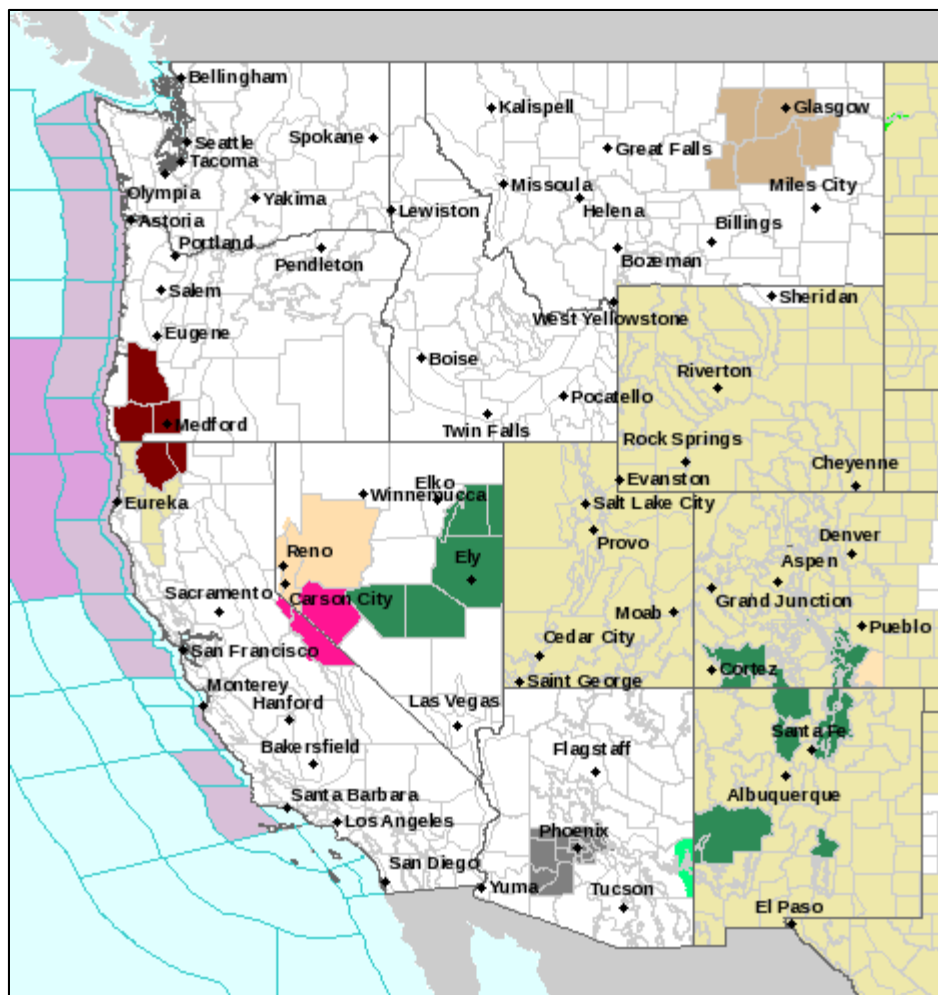 Bellingham
Kalispell
Glasgow
Seattle
Spokane
Great Falls
Tacoma
Missoula
Miles City
Olympia
Yakima
Lewiston
Helena
Astoria
Billings
Portland
Pendleton
Bozeman
Salem
Sheridan
West Yellowstone
Eugene
Boise
Riverton
Pocatello
Medford
Twin Falls
Rock Springs
Cheyenne
Elko
Evanston
Winnemucca
Eureka
Salt Lake City
Provo
Denver
Reno
Ely
Aspen
Carson City
Grand Junction
Sacramento
Moab
Pueblo
Cedar City
San Francisco
Cortez
Saint George
Monterey
Hanford
Las Vegas
Santa Fe
Bakersfield
Flagstaff
Albuquerque
Santa Barbara
Los Angeles
Phoenix
San Diego
Yuma
Tucson
El Paso